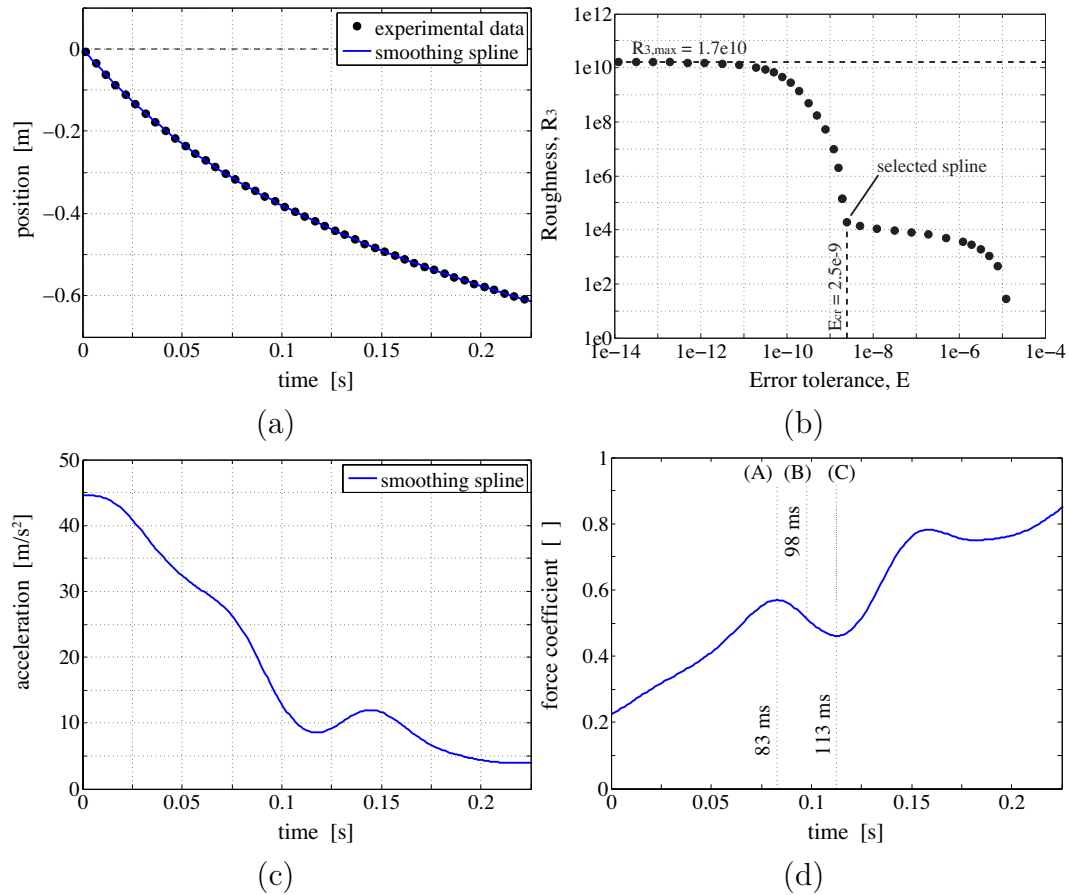 experimental data
smoothing spline
0
−0.2
−0.4
−0.6
position [m]
0 0.05 0.1 0.15 0.2
time [s]
(a)
1e12
1e10
1e8
1e6
1e4
1e2
1e0
Roughness, R3
R3,max = 1.7e10
selected spline
Ecr = 2.5e-9
1e−14 1e−12 1e−10 1e−8 1e−6 1e−4
Error tolerance, E
(b)
50
40
30
20
10
0
acceleration [m/s²]
smoothing spline
0 0.05 0.1 0.15 0.2
time [s]
(c)
1
0.8
0.6
0.4
0.2
0
force coefficient [ ]
(A) (B) (C)
98 ms
83 ms
113 ms
0 0.05 0.1 0.15 0.2
time [s]
(d)